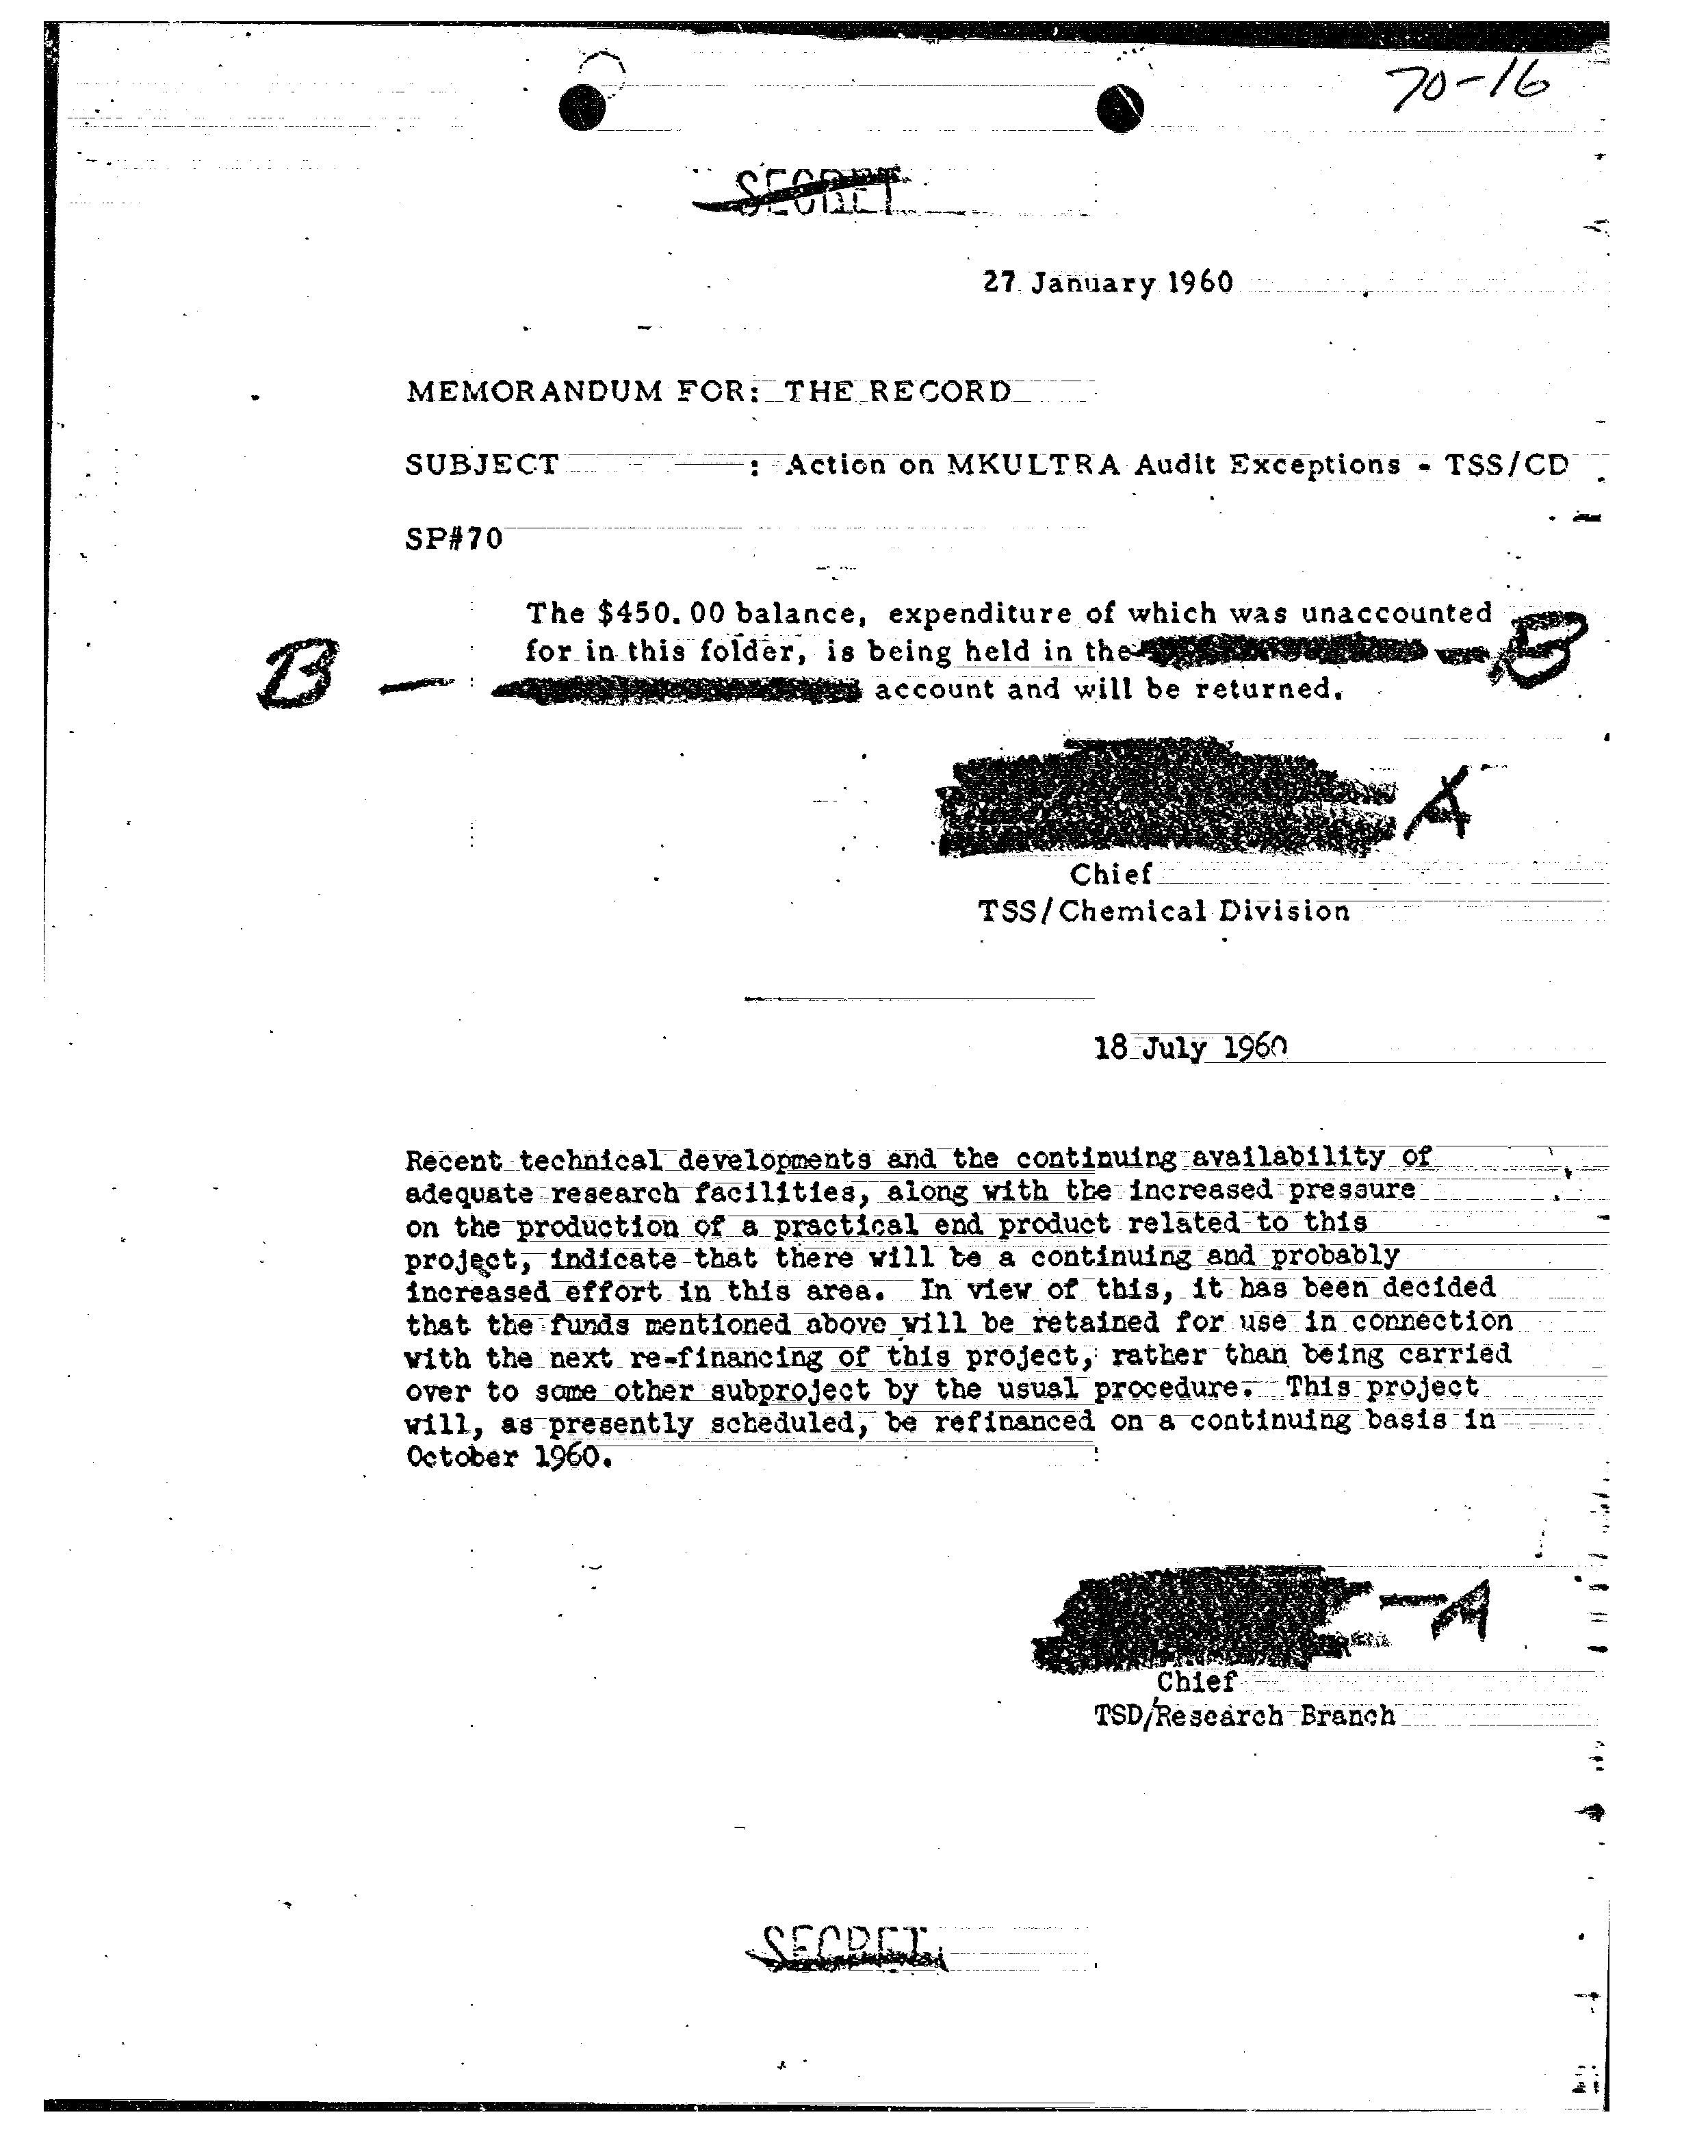 70-16
SECRET
27 January 1960
MEMORANDUM FOR: THE RECORD
SUBJECT : Action on MKULTRA Audit Exceptions - TSS/CD
SP#70
The $450.00 balance, expenditure of which was unaccounted
for in this folder, is being held in the B
B account and will be returned.
A
Chief
TSS/Chemical Division
18 July 1960
Recent technical developments and the continuing availability of
adequate research facilities, along with the increased pressure
on the production of a practical end product related to this
project, indicate that there will be a continuing and probably
increased effort in this area. In view of this, it has been decided
that the funds mentioned above will be retained for use in connection
with the next re-financing of this project, rather than being carried
over to some other subproject by the usual procedure. This project
will, as presently scheduled, be refinanced on a continuing basis in
October 1960.
A
Chief
TSD/Research Branch
SECRET